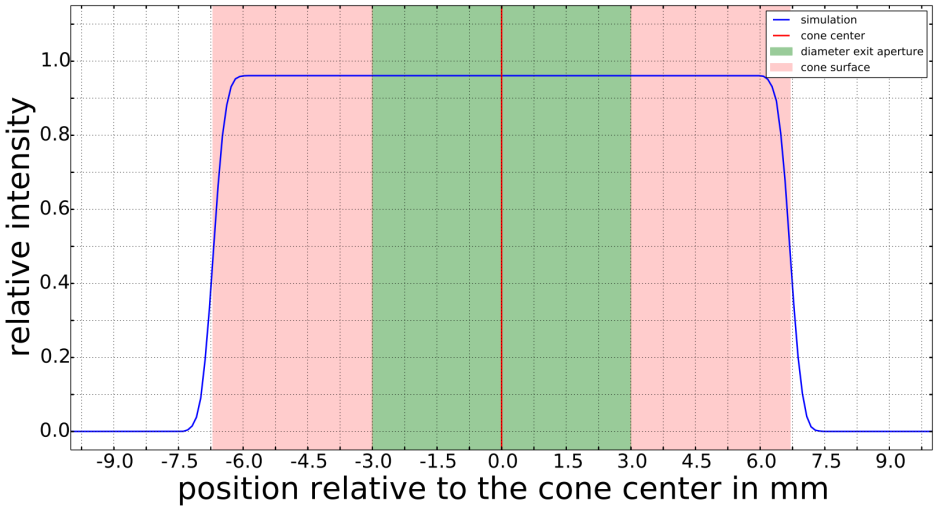 simulation
cone center
diameter exit aperture
cone surface
relative intensity
1.0
0.8
0.6
0.4
0.2
0.0
-9.0 -7.5 -6.0 -4.5 -3.0 -1.5 0.0 1.5 3.0 4.5 6.0 7.5 9.0
position relative to the cone center in mm